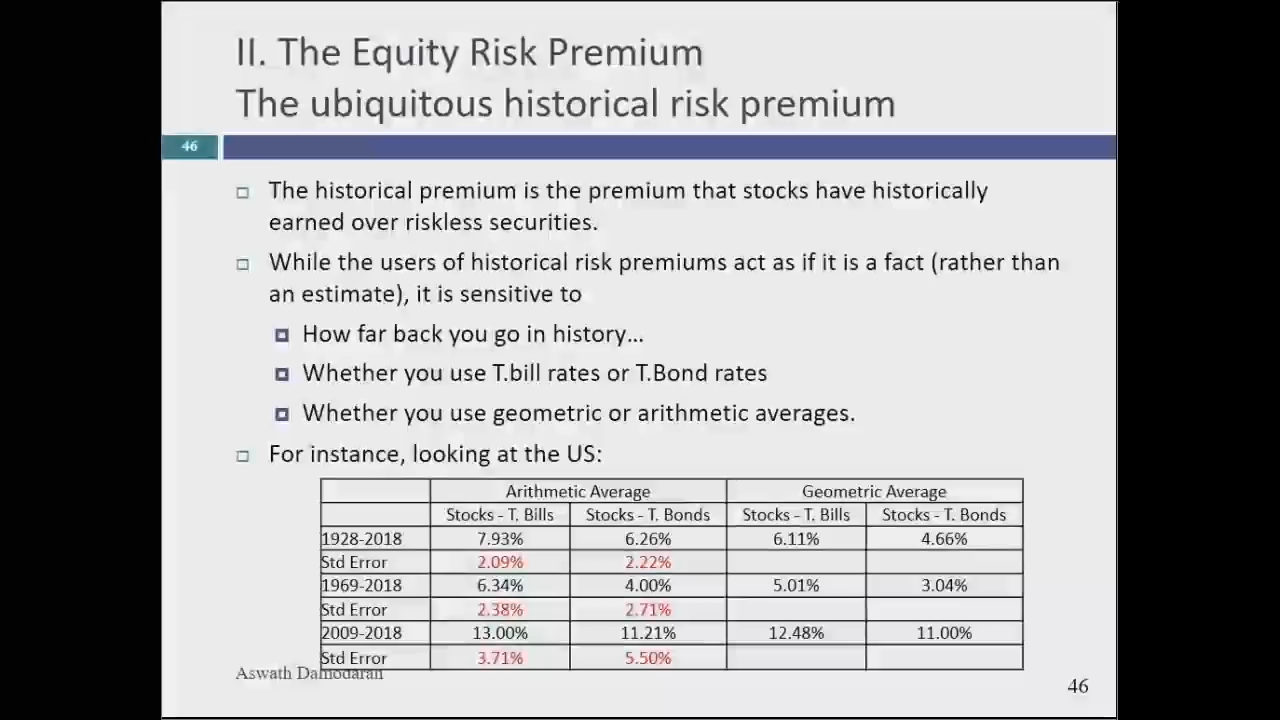 II. The Equity Risk Premium
The ubiquitous historical risk premium
46
The historical premium is the premium that stocks have historically
earned over riskless securities.
While the users of historical risk premiums act as if it is a fact (rather than
an estimate), it is sensitive to
How far back you go in history…
Whether you use T.bill rates or T.Bond rates
Whether you use geometric or arithmetic averages.
For instance, looking at the US:
Arithmetic Average Geometric Average
Stocks - T. Bills Stocks - T. Bonds Stocks - T. Bills Stocks - T. Bonds
1928-2018 7.93% 6.26% 6.11% 4.66%
Std Error 2.09% 2.22%
1969-2018 6.34% 4.00% 5.01% 3.04%
Std Error 2.38% 2.71%
2009-2018 13.00% 11.21% 12.48% 11.00%
Std Error 3.71% 5.50%
Aswath Damodaran
46